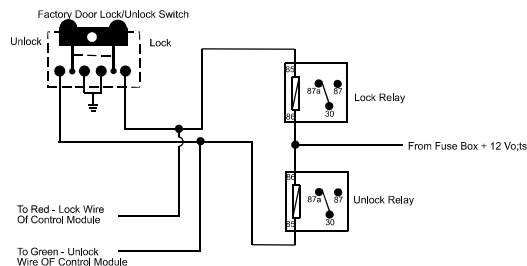 Factory Door Lock/Unlock Switch
Unlock
Lock
85
87a
87
30
86
Lock Relay
From Fuse Box + 12 Vo;ts
86
87a
87
30
85
Unlock Relay
To Red - Lock Wire
Of Control Module
To Green - Unlock
Wire OF Control Module